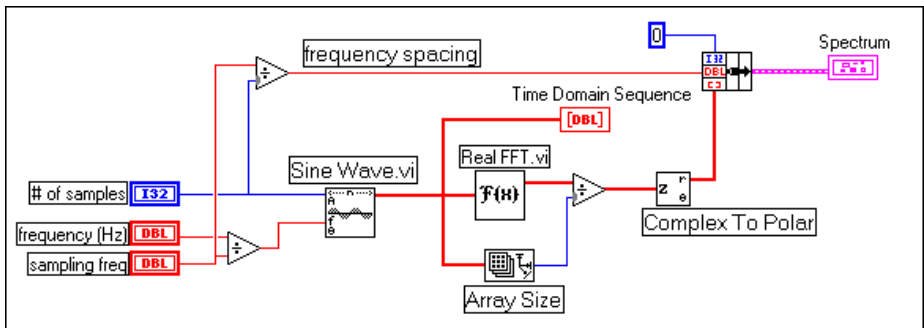 frequency spacing
0
Spectrum
I32
DBL
[ ]
Time Domain Sequence
[DBL]
Real FFT.vi
Sine Wave.vi
# of samples
I32
n
A
f
θ
F(x)
z
r
θ
Complex To Polar
frequency (Hz)
DBL
sampling freq
DBL
Array Size